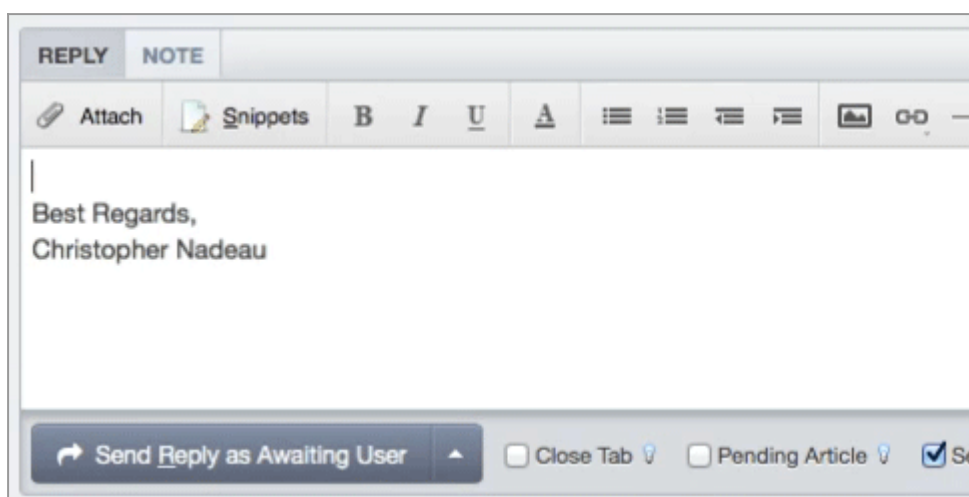 REPLY NOTE
Attach Snippets B I U A
Best Regards,
Christopher Nadeau
Send Reply as Awaiting User Close Tab Pending Article